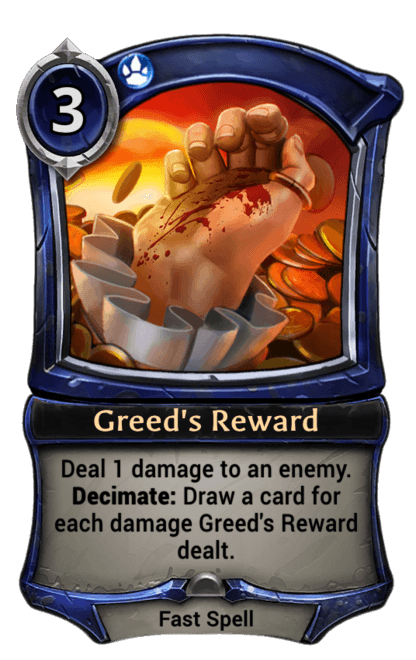 3
Greed's Reward
Deal 1 damage to an enemy.
Decimate: Draw a card for
each damage Greed's Reward
dealt.
Fast Spell